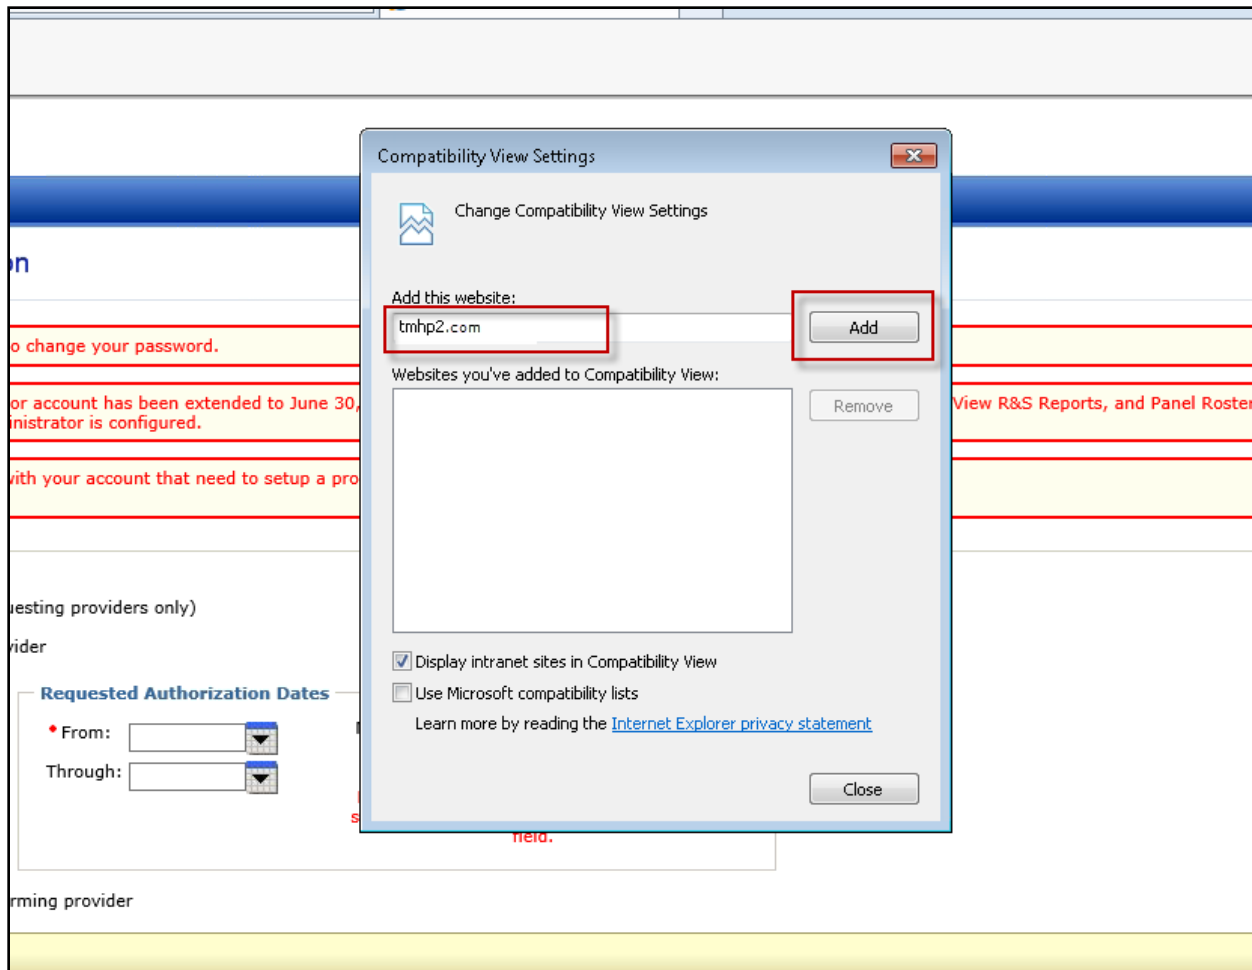 Compatibility View Settings
Change Compatibility View Settings
on
Add this website:
tmhp2.com
Add
o change your password.
Websites you've added to Compatibility View:
or account has been extended to June 30,
View R&S Reports, and Panel Roster
Remove
inistrator is configured.
with your account that need to setup a pro
uesting providers only)
vider
Display intranet sites in Compatibility View
Requested Authorization Dates
Use Microsoft compatibility lists
Learn more by reading the Internet Explorer privacy statement
From:
Through:
Close
s
field.
rming provider